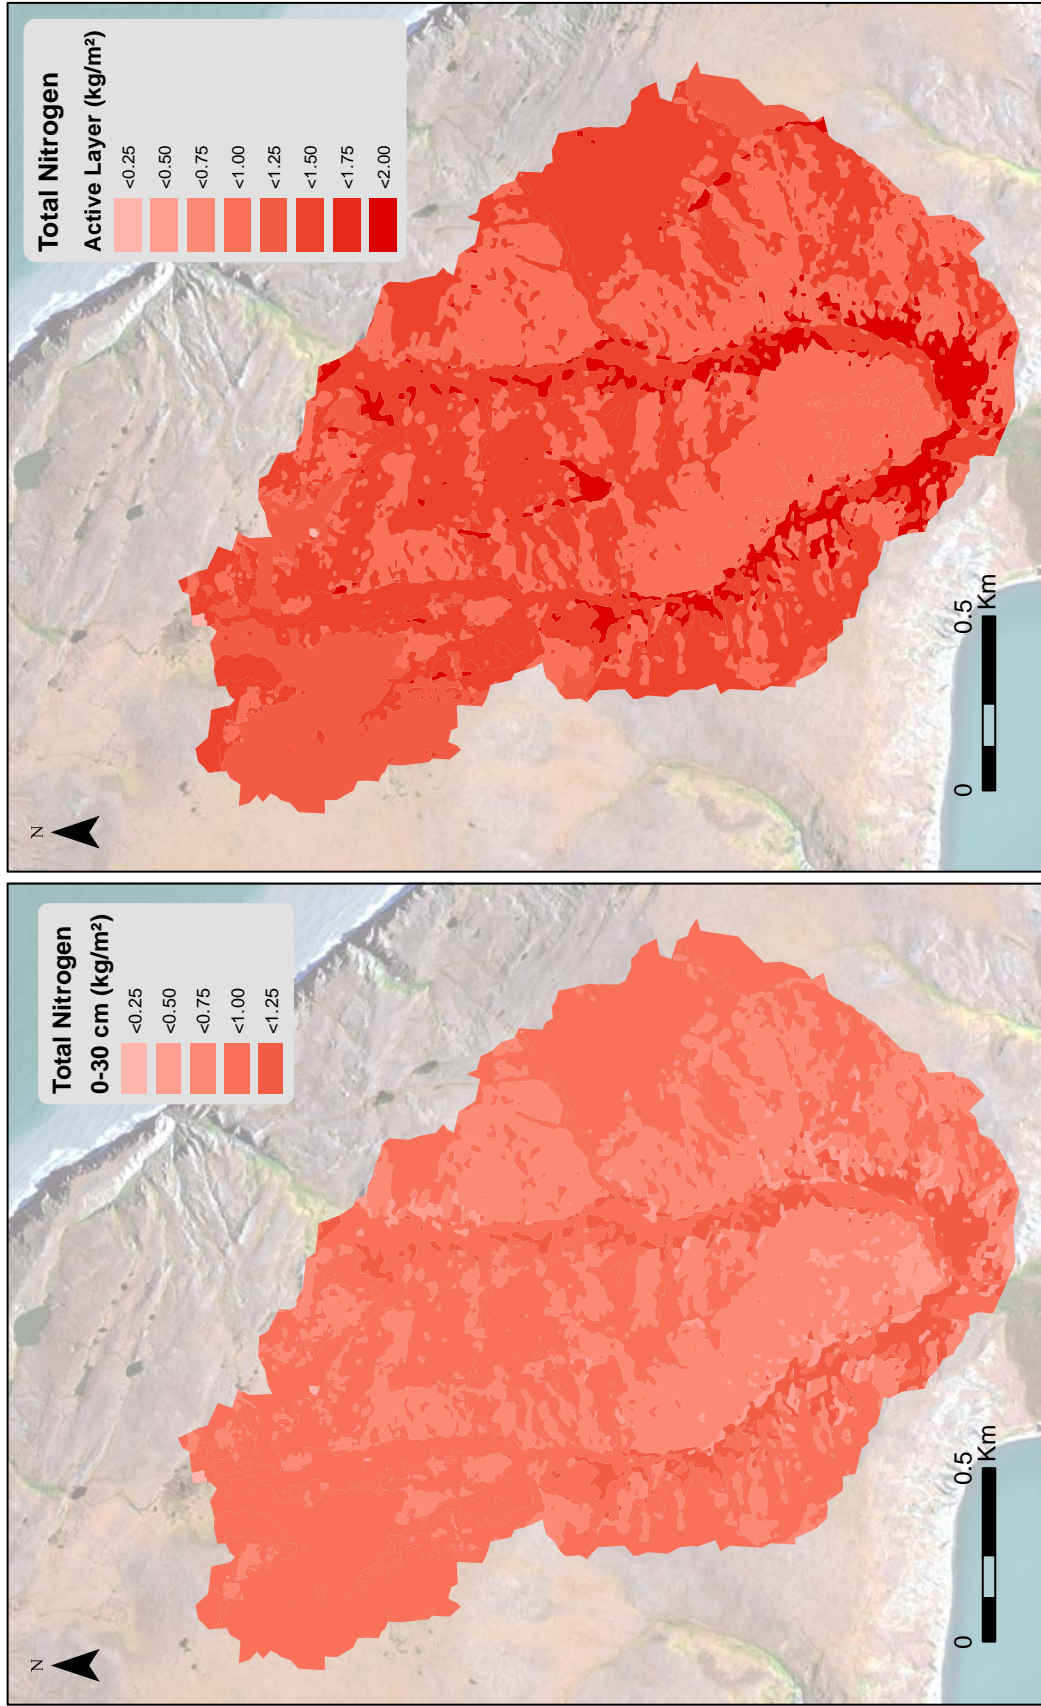 Total Nitrogen
0-30 cm (kg/m²)
<0.25
<0.50
<0.75
<1.00
<1.25
N
0
0.5
Km
Total Nitrogen
Active Layer (kg/m²)
<0.25
<0.50
<0.75
<1.00
<1.25
<1.50
<1.75
<2.00
N
0
0.5
Km